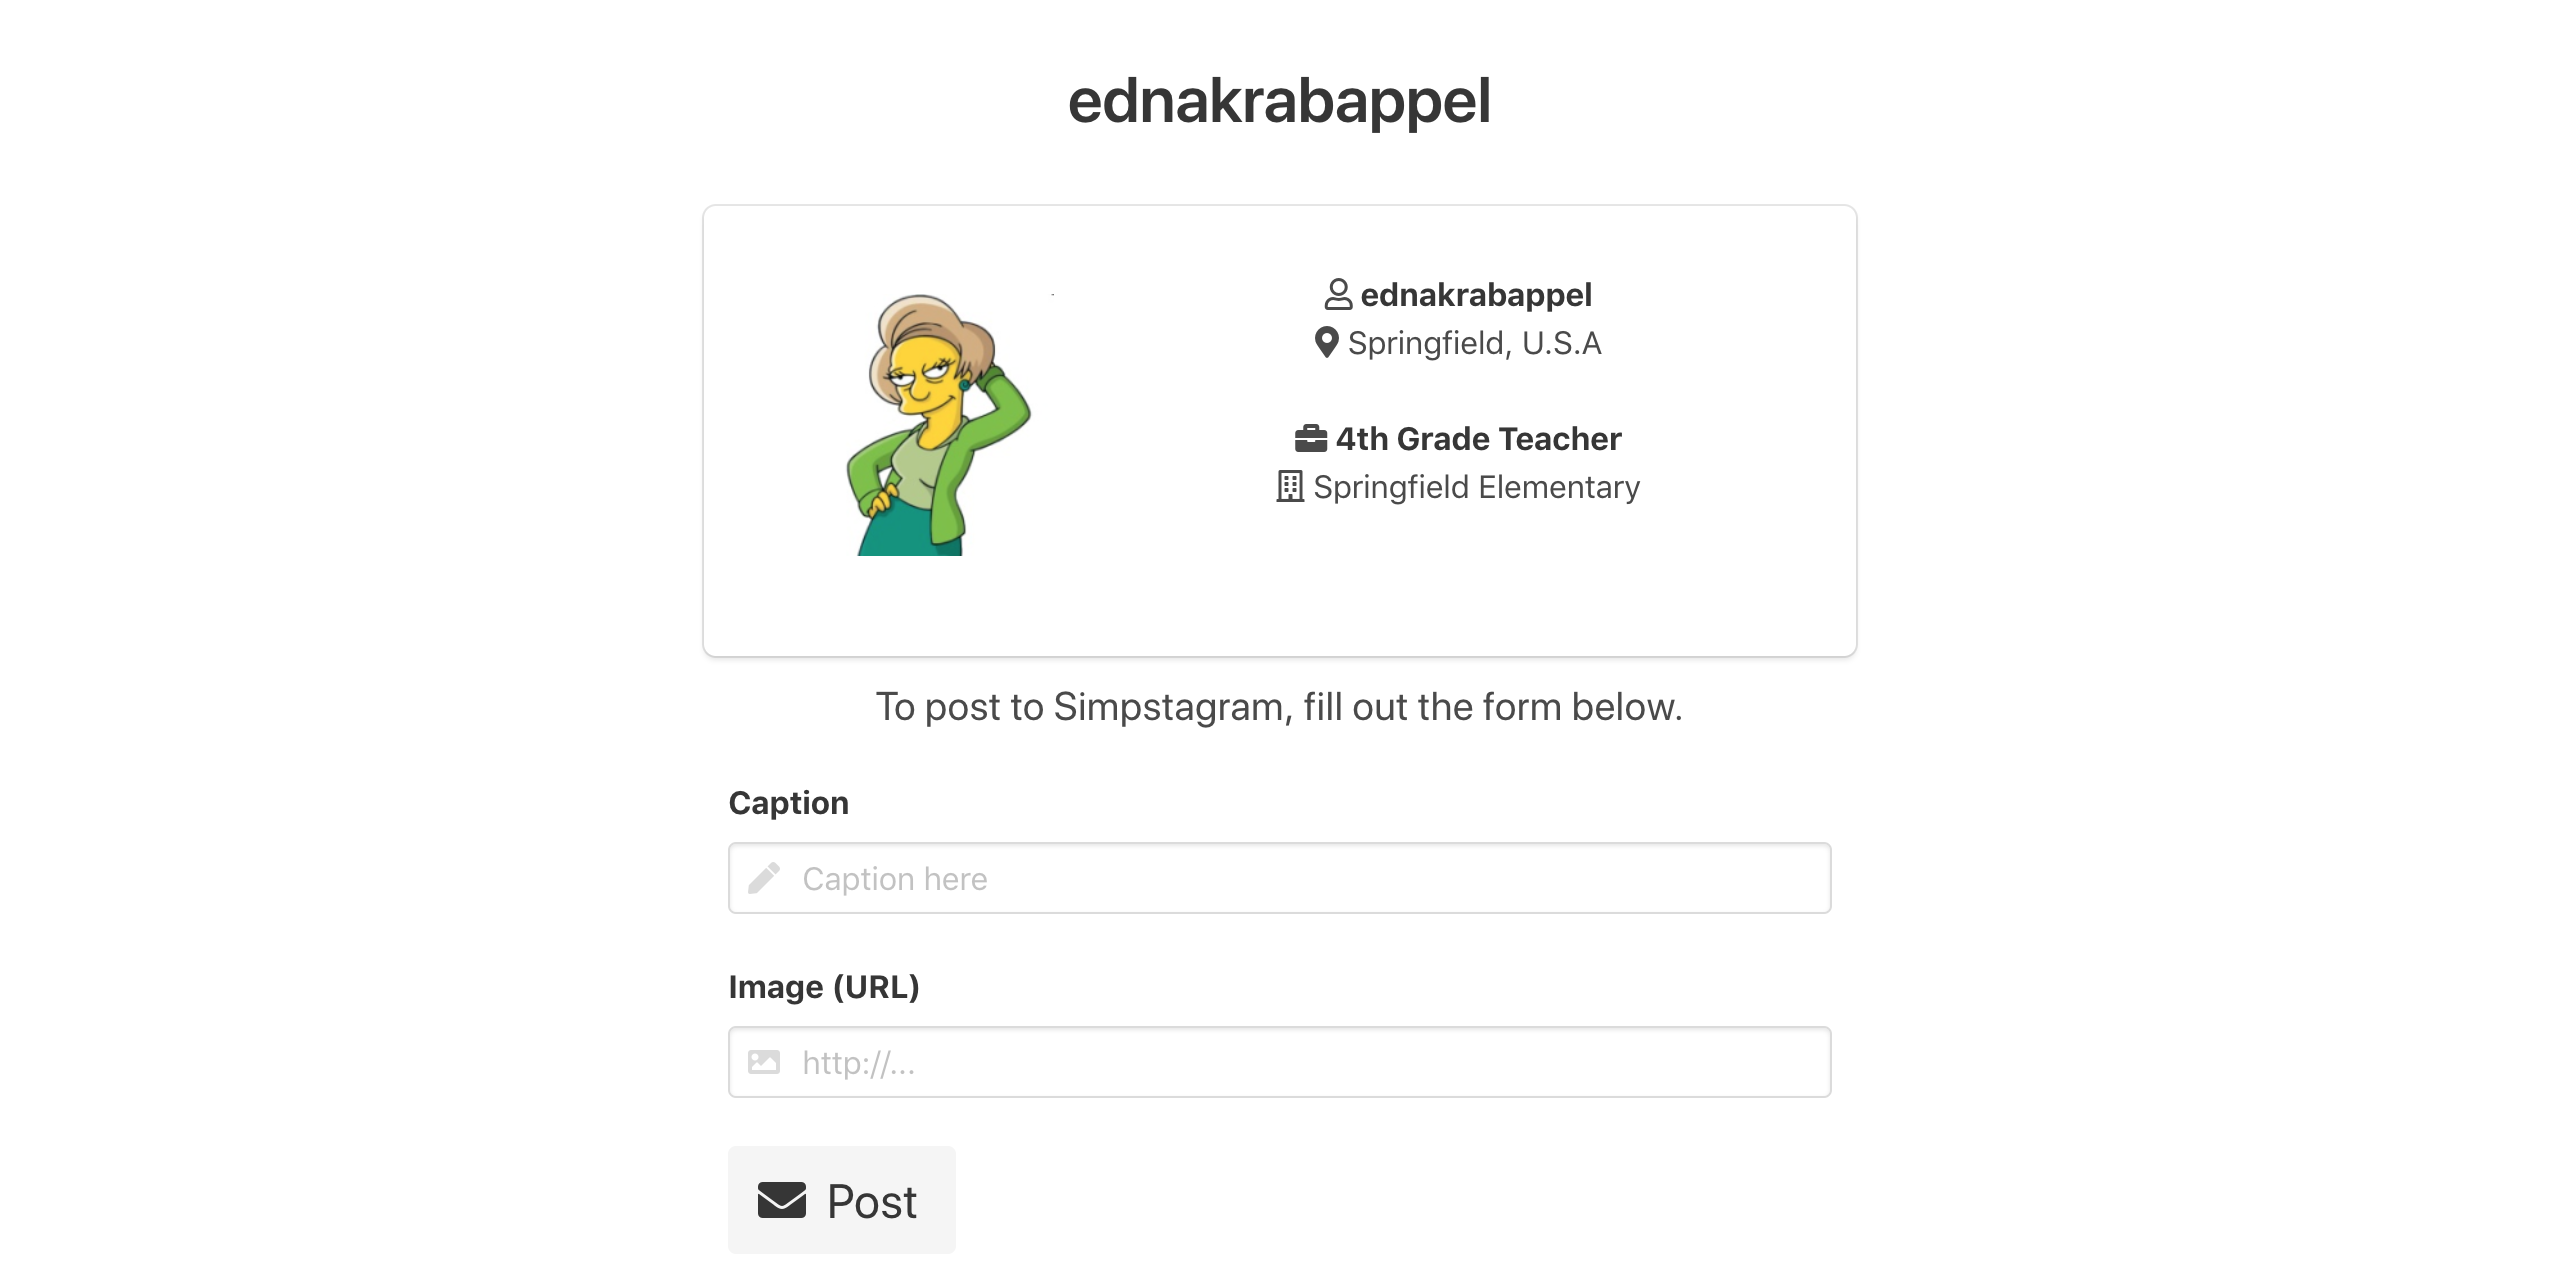 ednakrabappel
ednakrabappel
Springfield, U.S.A
4th Grade Teacher
Springfield Elementary
To post to Simpstagram, fill out the form below.
Caption
Caption here
Image (URL)
http://...
Post